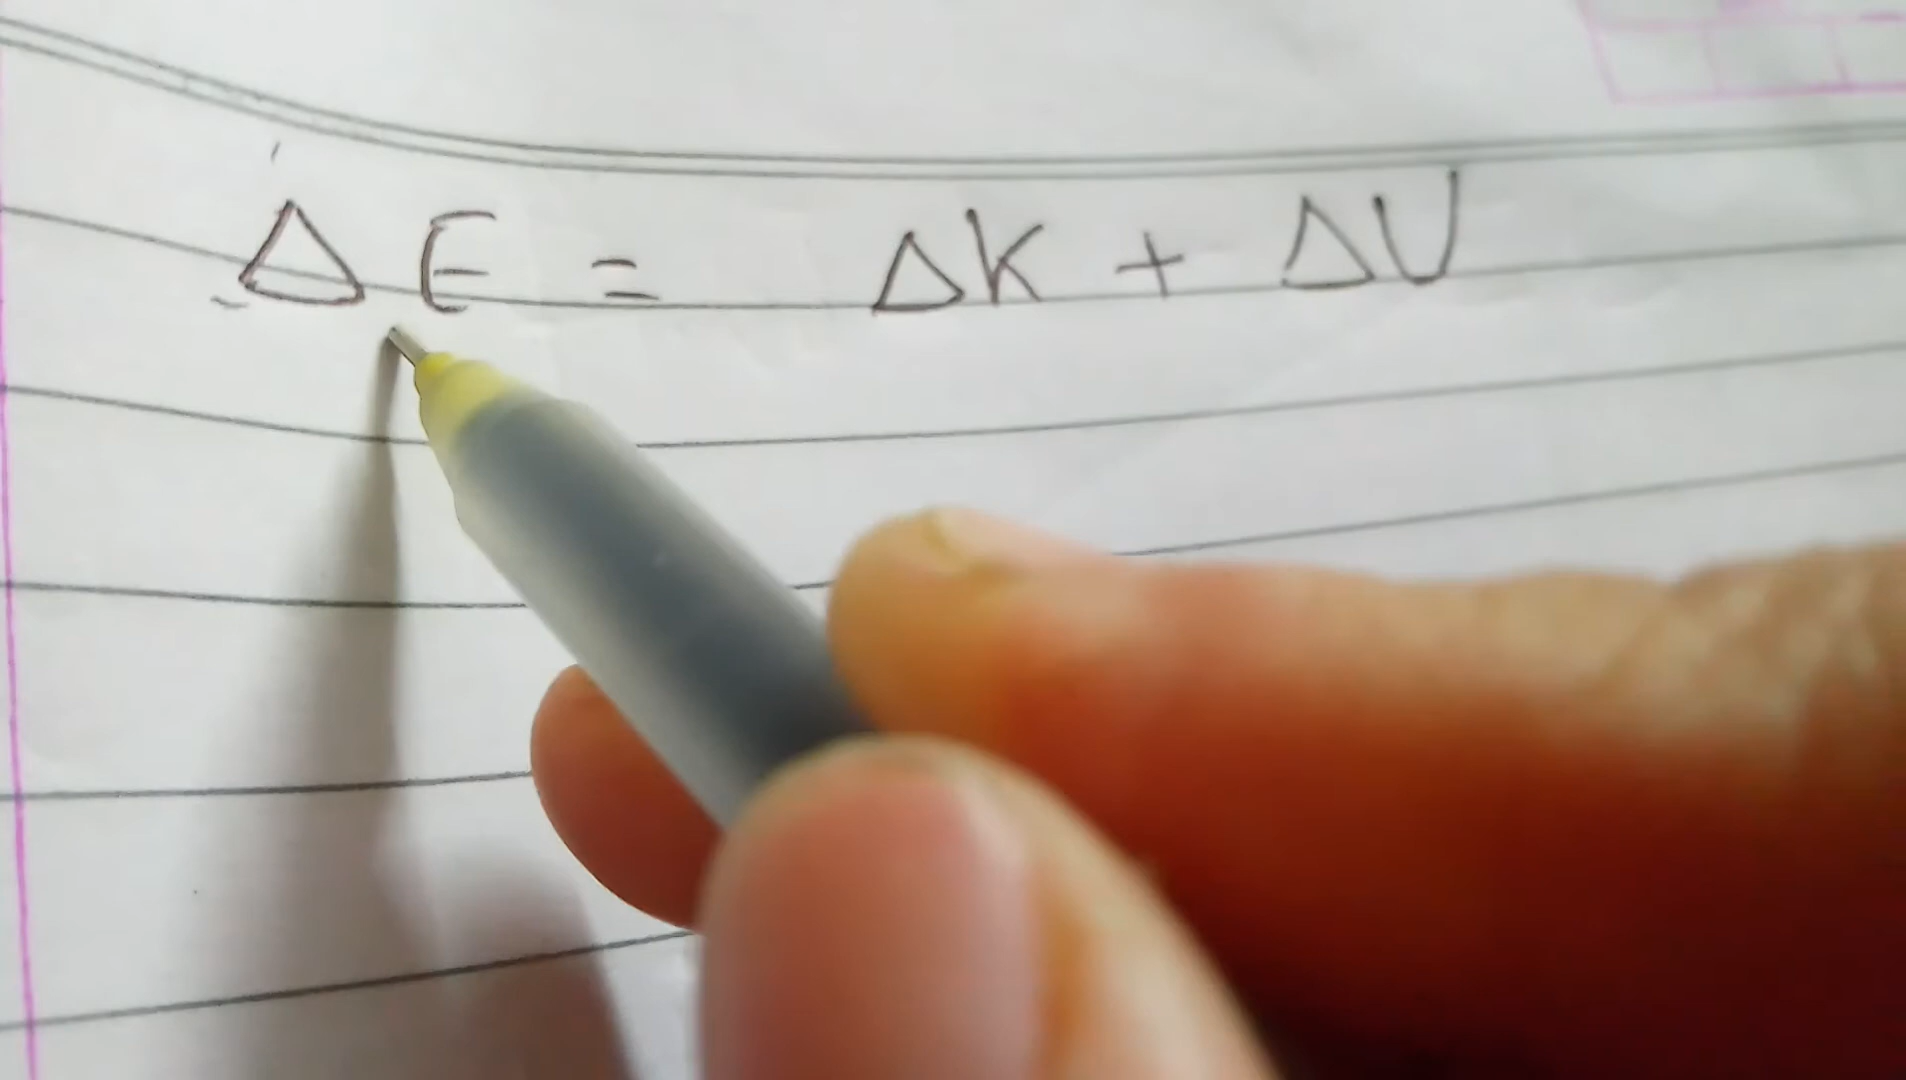 ΔE = ΔK + ΔU